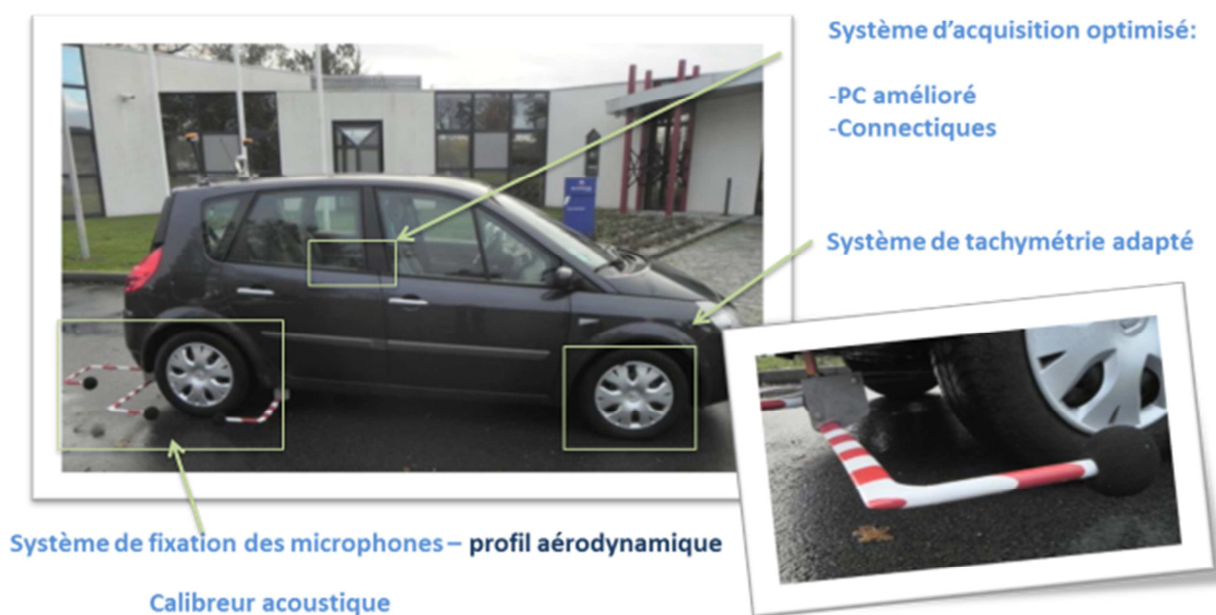 Système d'acquisition optimisé:
-PC amélioré
-Connectiques
Système de tachymétrie adapté
Système de fixation des microphones – profil aérodynamique
Calibreur acoustique